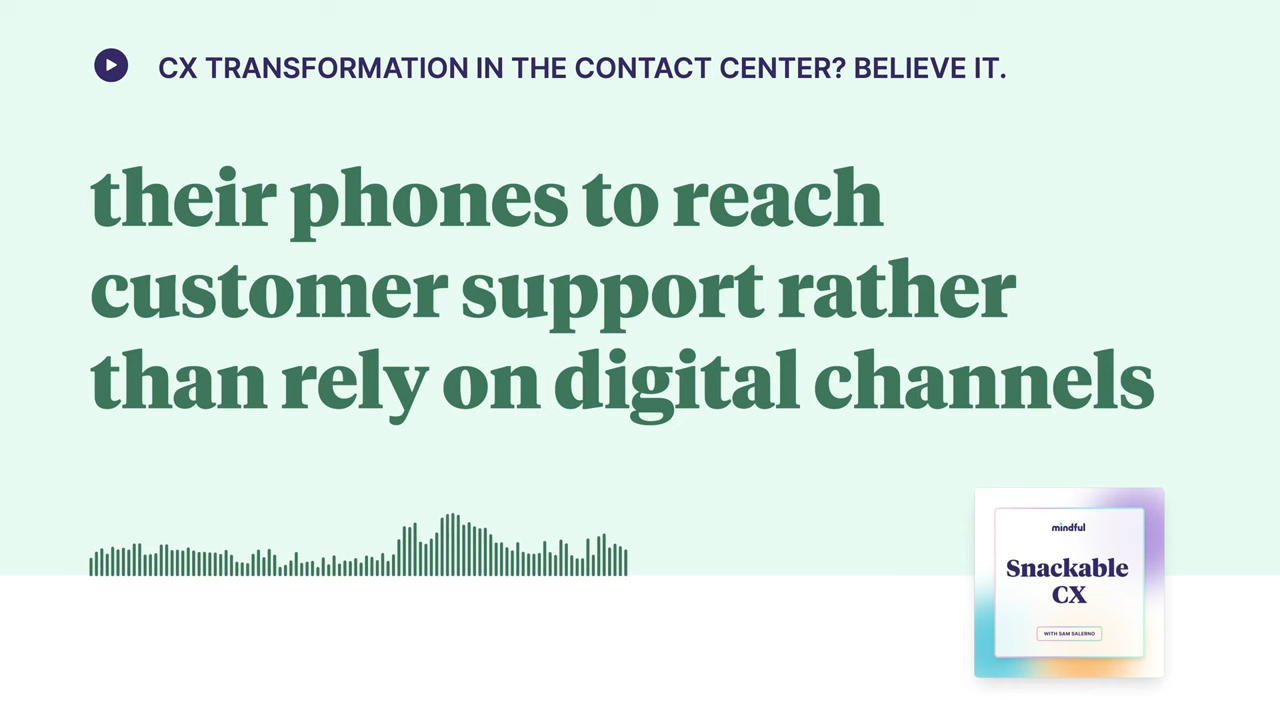 CX TRANSFORMATION IN THE CONTACT CENTER? BELIEVE IT.
their phones to reach
customer support rather
than rely on digital channels
mindful
Snackable
CX
WITH SAM SALERNO